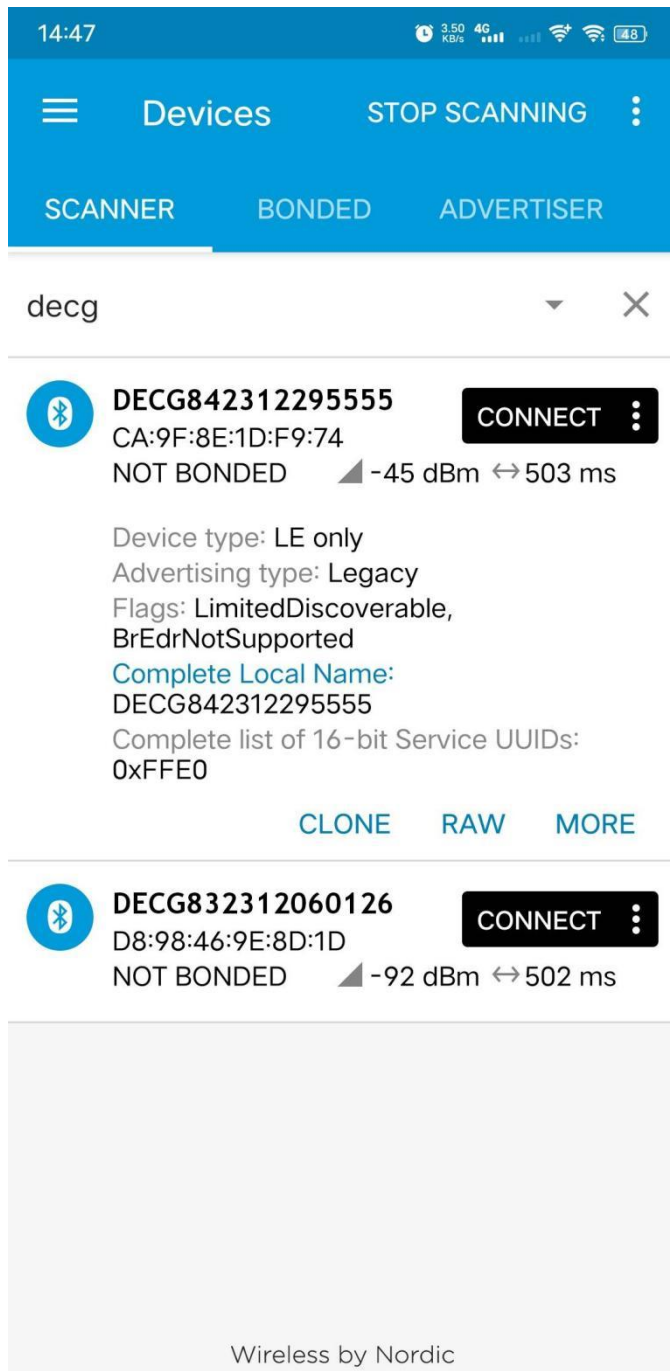 14:47 3.50 KB/s 4G 48
Devices STOP SCANNING
SCANNER BONDED ADVERTISER
decg
DECG842312295555 CONNECT
CA:9F:8E:1D:F9:74
NOT BONDED -45 dBm 503 ms
Device type: LE only
Advertising type: Legacy
Flags: LimitedDiscoverable,
BrEdrNotSupported
Complete Local Name:
DECG842312295555
Complete list of 16-bit Service UUIDs:
0xFFE0
CLONE RAW MORE
DECG832312060126 CONNECT
D8:98:46:9E:8D:1D
NOT BONDED -92 dBm 502 ms
Wireless by Nordic